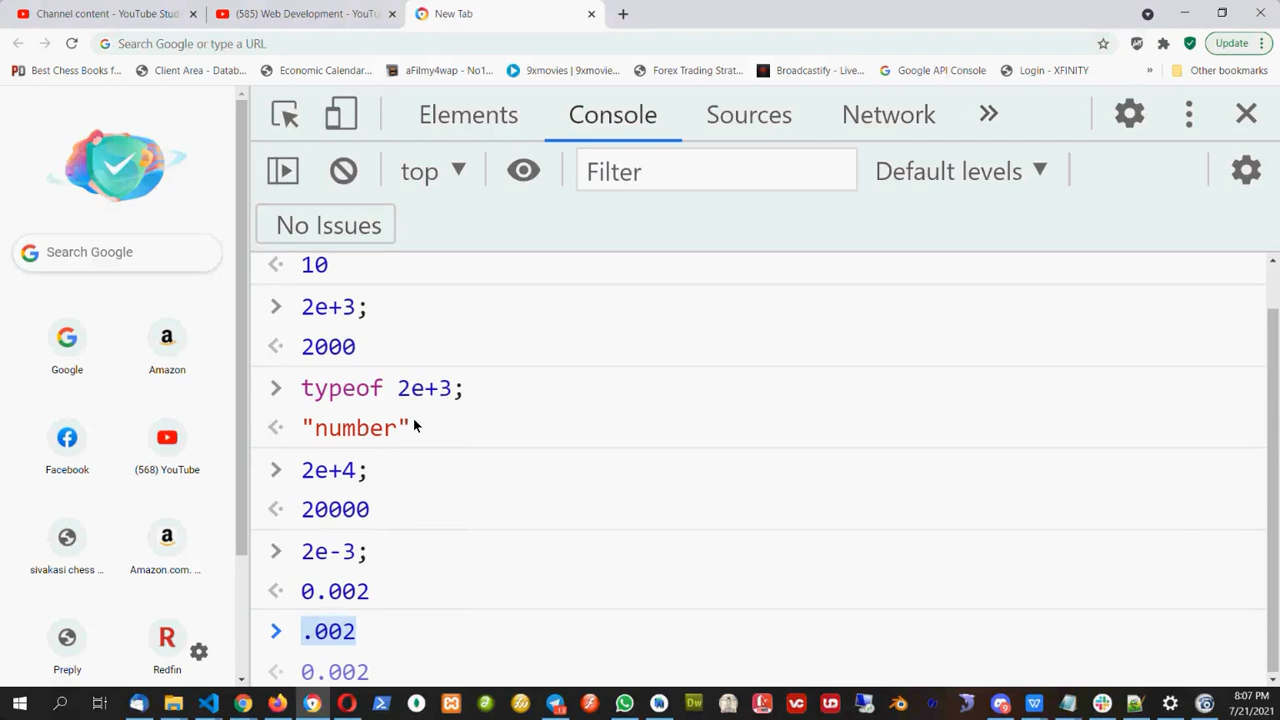 Channel content - YouTube Stud
(585) Web Development - YouTu
New Tab
Search Google or type a URL
Update
Best Chess Books f...
Client Area - Datab...
Economic Calendar...
aFilmy4wap - No1...
9xmovies | 9xmovie...
Forex Trading Strat...
Broadcastify - Live...
Google API Console
Login - XFINITY
»
Other bookmarks
Elements
Console
Sources
Network
top
Filter
Default levels
No Issues
10
2e+3;
2000
typeof 2e+3;
"number"
2e+4;
20000
2e-3;
0.002
.002
0.002
Search Google
Google
Amazon
Facebook
(568) YouTube
sivakasi chess ...
Amazon.com. ...
Preply
Redfin
8:07 PM
7/21/2021